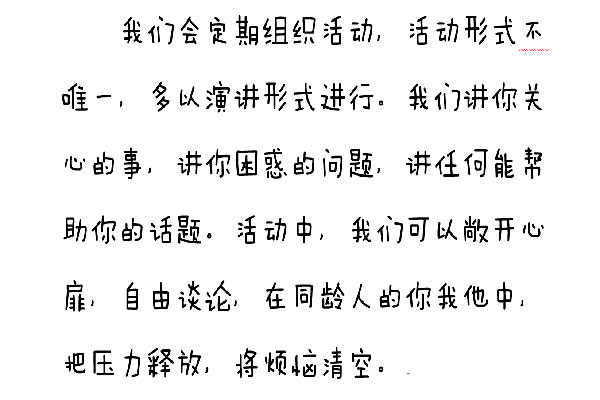 我们会定期组织活动，活动形式不
唯一，多以演讲形式进行。我们讲你关
心的事，讲你困惑的问题，讲任何能帮
助你的话题。活动中，我们可以敞开心
扉，自由谈论，在同龄人的你我他中，
把压力释放，将烦恼清空。